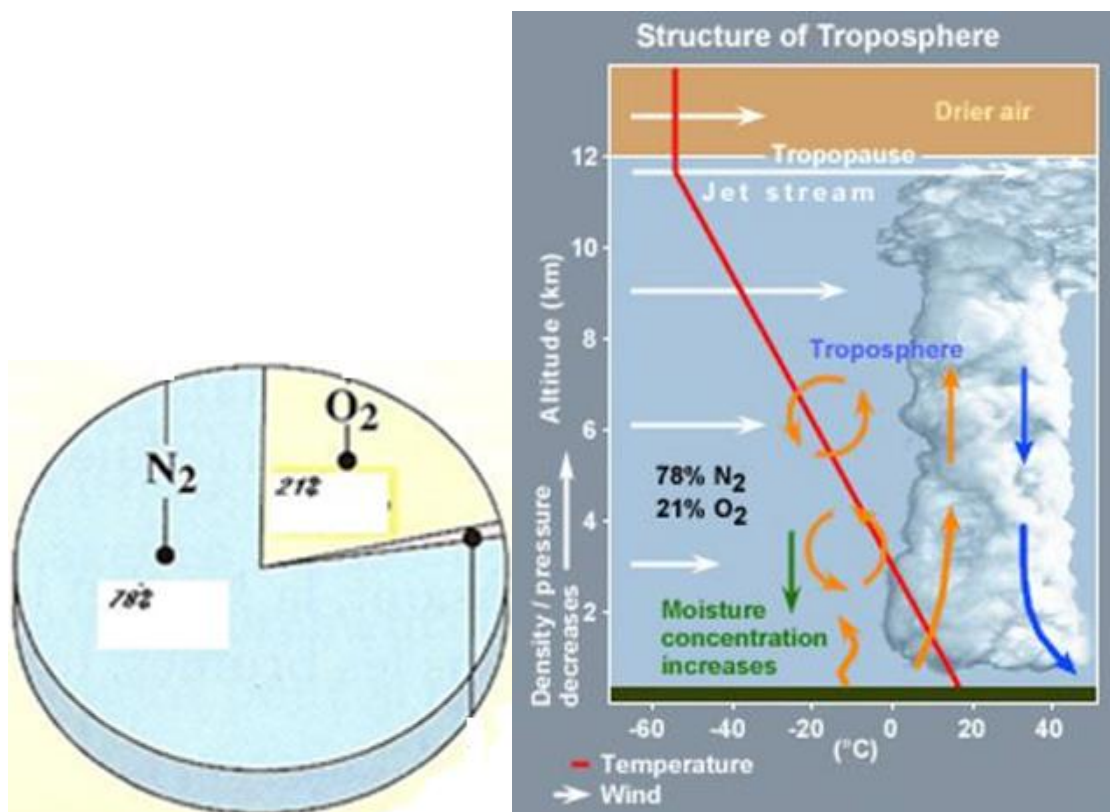 N2
78%
O2
21%
Structure of Troposphere
Drier air
Tropopause
Jet stream
Troposphere
78% N2
21% O2
Moisture
concentration
increases
Altitude (km)
Density / pressure
decreases
12
10
8
6
4
2
-60
-40
-20
0
20
40
(°C)
Temperature
Wind